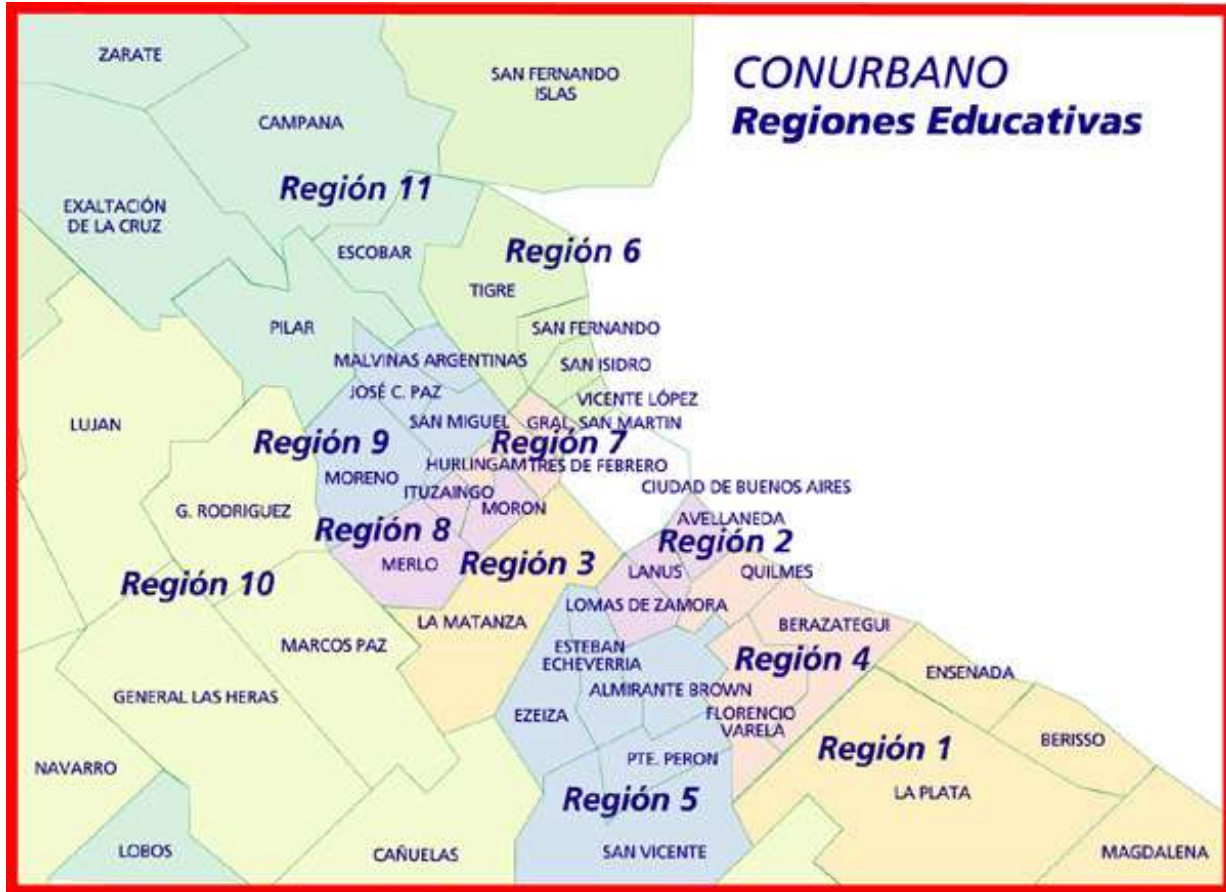 CONURBANO
Regiones Educativas
ZARATE
SAN FERNANDO
ISLAS
CAMPANA
Región 11
EXALTACIÓN
DE LA CRUZ
ESCOBAR
Región 6
TIGRE
PILAR
SAN FERNANDO
MALVINAS ARGENTINAS
SAN ISIDRO
JOSÉ C. PAZ
VICENTE LÓPEZ
LUJAN
SAN MIGUEL
GRAL. SAN MARTIN
Región 9
Región 7
MORENO
HURLINGAM
TRES DE FEBRERO
ITUZAINGO
CIUDAD DE BUENOS AIRES
G. RODRIGUEZ
MORON
AVELLANEDA
Región 8
Región 2
MERLO
Región 3
LANUS
QUILMES
Región 10
LOMAS DE ZAMORA
LA MATANZA
BERAZATEGUI
MARCOS PAZ
ESTEBAN
ECHEVERRIA
Región 4
ENSENADA
GENERAL LAS HERAS
ALMIRANTE BROWN
EZEIZA
FLORENCIO
VARELA
BERISSO
Región 1
PTE. PERON
NAVARRO
LA PLATA
Región 5
LOBOS
CAÑUELAS
SAN VICENTE
MAGDALENA